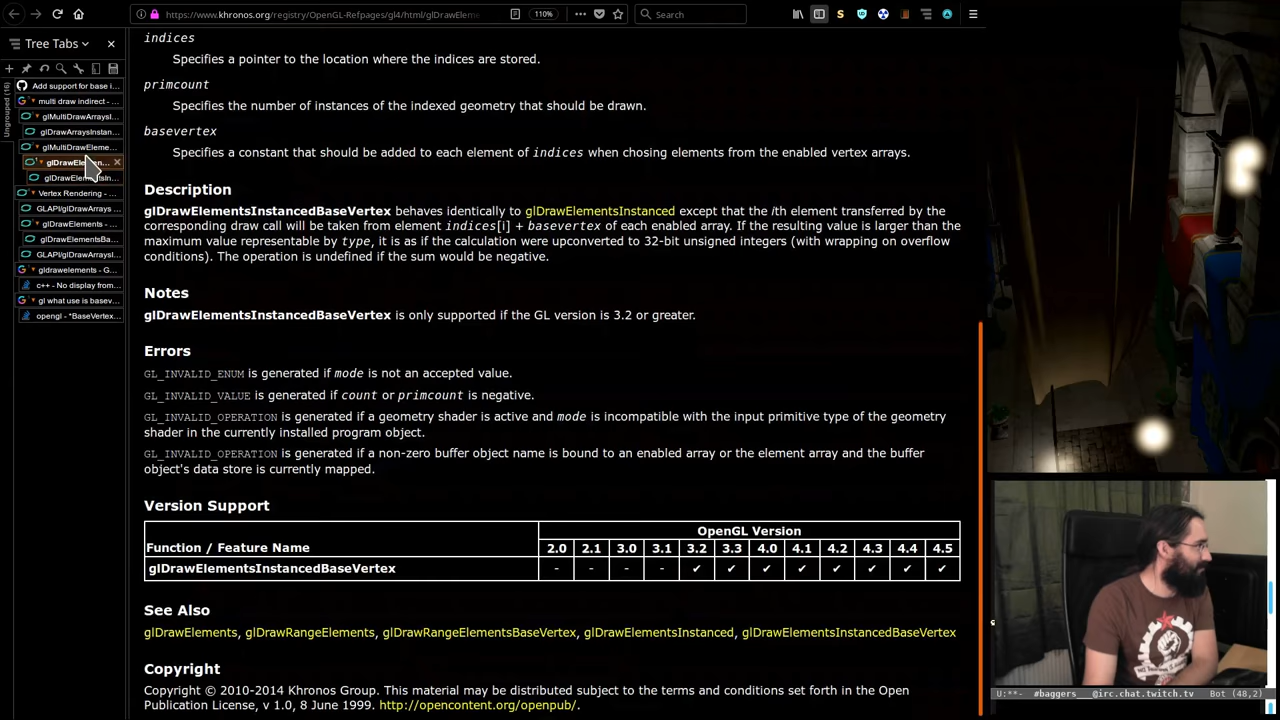 https://www.khronos.org/registry/OpenGL-Refpages/gl4/html/glDrawElem
110%
Search
Tree Tabs
Ungrouped (16)
Add support for base i...
multi draw indirect - ...
glMultiDrawArraysI...
glDrawArraysInstan...
glMultiDrawEleme...
glDrawElemen...
glDrawElementsIn...
Vertex Rendering - ...
GLAPI/glDrawArrays
glDrawElements - ...
glDrawElementsBa...
GLAPI/glDrawArraysI...
gldrawelements - G...
c++ - No display from...
gl what use is basev...
opengl - *BaseVertex...
indices
Specifies a pointer to the location where the indices are stored.
primcount
Specifies the number of instances of the indexed geometry that should be drawn.
basevertex
Specifies a constant that should be added to each element of indices when chosing elements from the enabled vertex arrays.
Description
glDrawElementsInstancedBaseVertex behaves identically to glDrawElementsInstanced except that the ith element transferred by the
corresponding draw call will be taken from element indices[i] + basevertex of each enabled array. If the resulting value is larger than the
maximum value representable by type, it is as if the calculation were upconverted to 32-bit unsigned integers (with wrapping on overflow
conditions). The operation is undefined if the sum would be negative.
Notes
glDrawElementsInstancedBaseVertex is only supported if the GL version is 3.2 or greater.
Errors
GL_INVALID_ENUM is generated if mode is not an accepted value.
GL_INVALID_VALUE is generated if count or primcount is negative.
GL_INVALID_OPERATION is generated if a geometry shader is active and mode is incompatible with the input primitive type of the geometry
shader in the currently installed program object.
GL_INVALID_OPERATION is generated if a non-zero buffer object name is bound to an enabled array or the element array and the buffer
object's data store is currently mapped.
Version Support
OpenGL Version
Function / Feature Name 2.0 2.1 3.0 3.1 3.2 3.3 4.0 4.1 4.2 4.3 4.4 4.5
glDrawElementsInstancedBaseVertex - - - - ✔ ✔ ✔ ✔ ✔ ✔ ✔ ✔
See Also
glDrawElements, glDrawRangeElements, glDrawRangeElementsBaseVertex, glDrawElementsInstanced, glDrawElementsInstancedBaseVertex
Copyright
Copyright © 2010-2014 Khronos Group. This material may be distributed subject to the terms and conditions set forth in the Open
Publication License, v 1.0, 8 June 1999. http://opencontent.org/openpub/.
U:**- #baggers__@irc.chat.twitch.tv Bot (48,2)